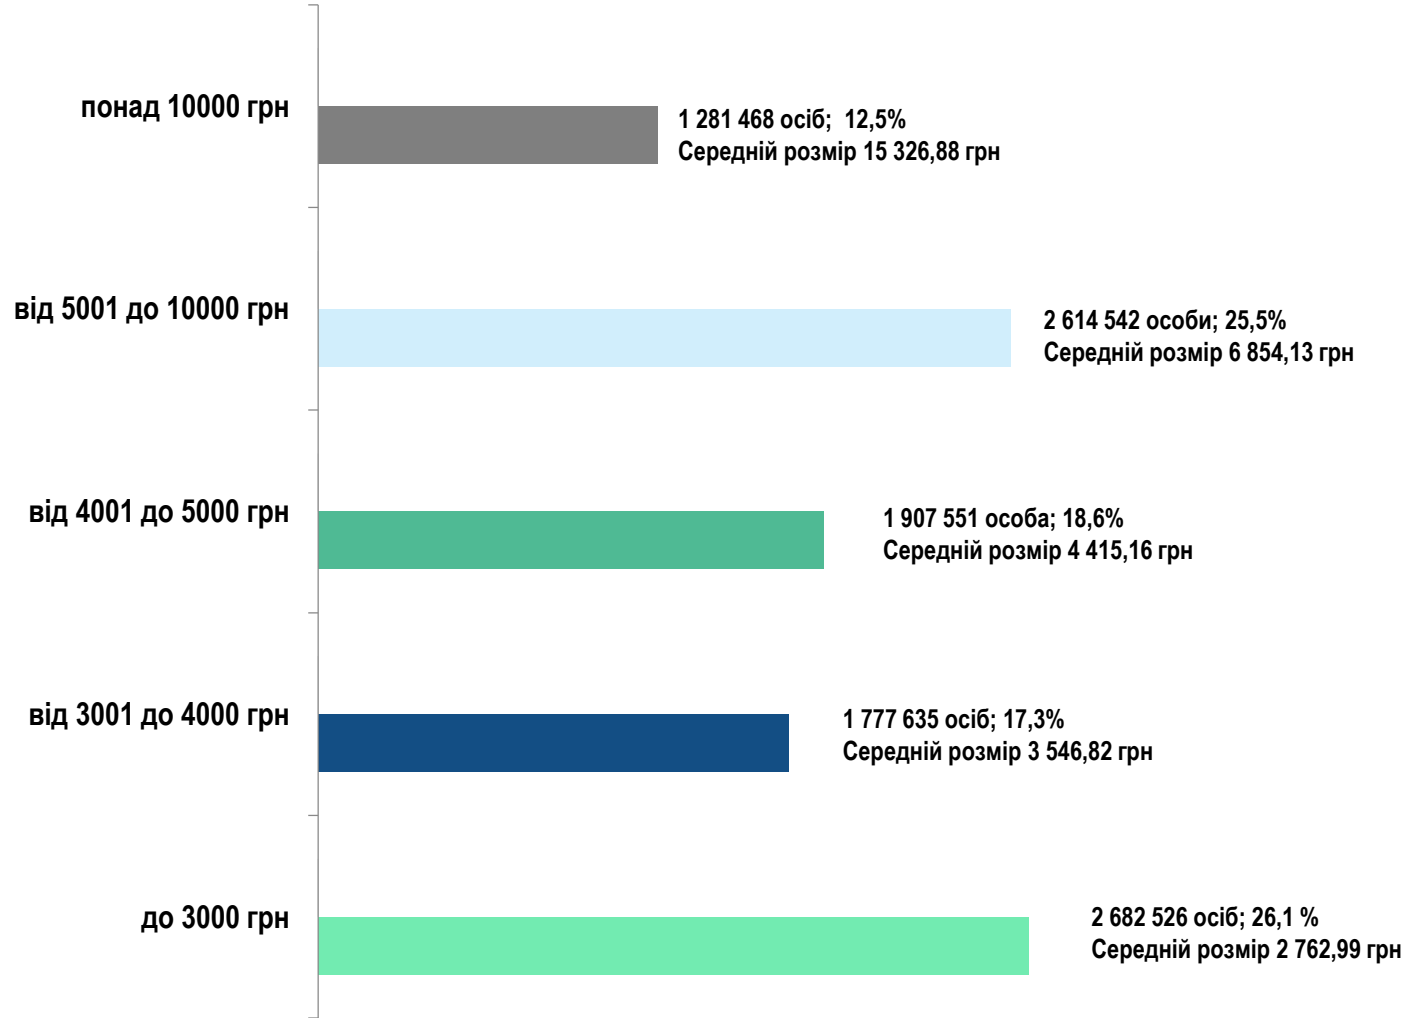 понад 10000 грн
1 281 468 осіб;  12,5%
Середній розмір 15 326,88 грн
від 5001 до 10000 грн
2 614 542 особи; 25,5%
Середній розмір 6 854,13 грн
від 4001 до 5000 грн
1 907 551 особа; 18,6%
Середній розмір 4 415,16 грн
від 3001 до 4000 грн
1 777 635 осіб; 17,3%
Середній розмір 3 546,82 грн
до 3000 грн
2 682 526 осіб; 26,1 %
Середній розмір 2 762,99 грн